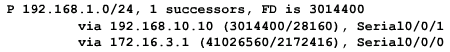 P 192.168.1.0/24, 1 successors, FD is 3014400
via 192.168.10.10 (3014400/28160), Serial0/0/1
via 172.16.3.1 (41026560/2172416), Serial0/0/0